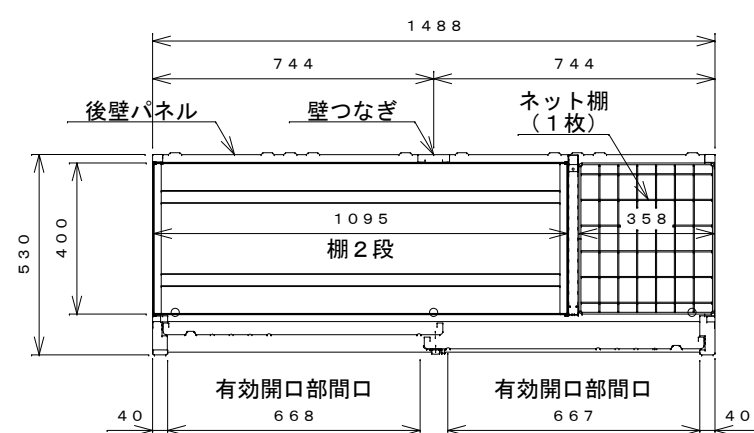 1488
744
744
後壁パネル
壁つなぎ
ネット棚
(1枚)
530
400
1095
358
棚2段
有効開口部間口
有効開口部間口
40
668
667
40